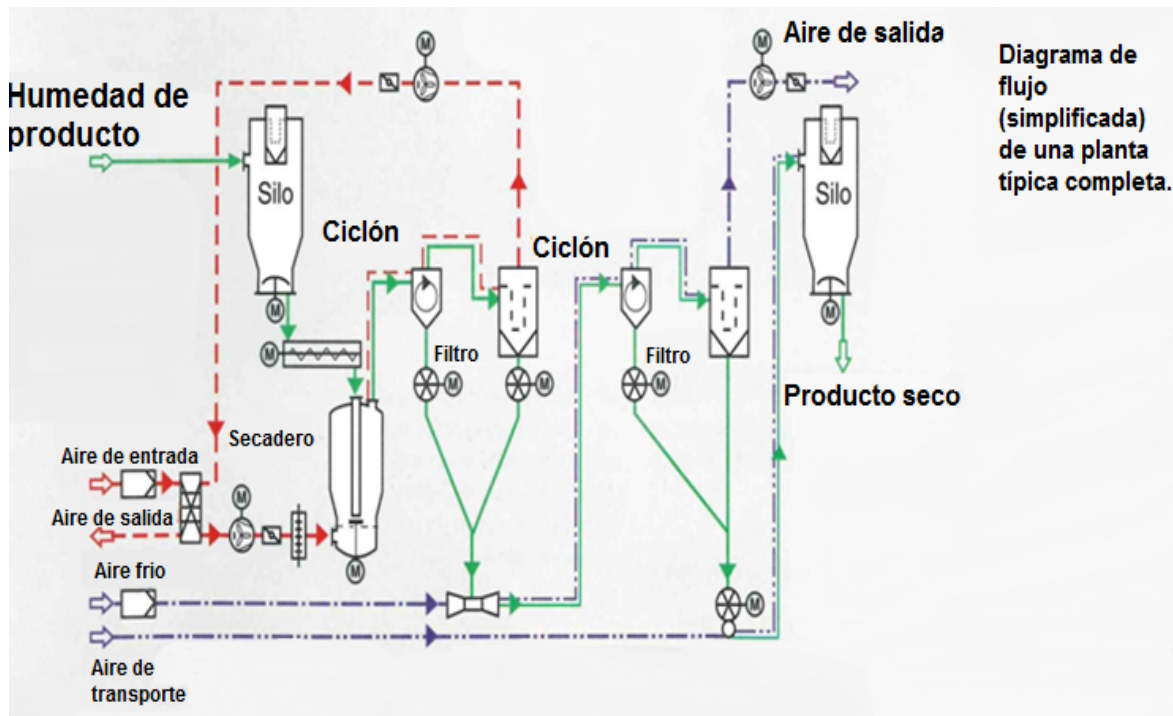 Aire de salida
Diagrama de
flujo
(simplificada)
de una planta
típica completa.
Humedad de
producto
M
M
Silo
Silo
Ciclón
Ciclón
M
M
M
Filtro
Filtro
M
M
M
Producto seco
Secadero
Aire de entrada
M
Aire de salida
M
Aire frio
M
Aire de
transporte